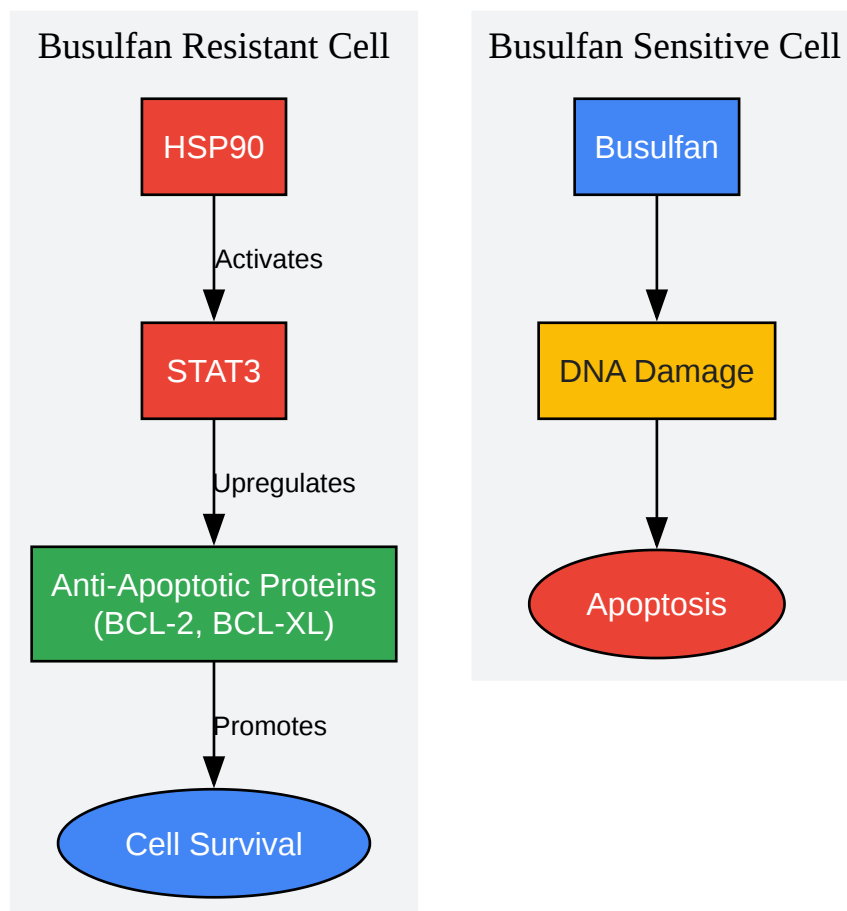 Busulfan Resistant Cell
HSP90
Activates
STAT3
Upregulates
Anti-Apoptotic Proteins
(BCL-2, BCL-XL)
Promotes
Cell Survival
Busulfan Sensitive Cell
Busulfan
DNA Damage
Apoptosis